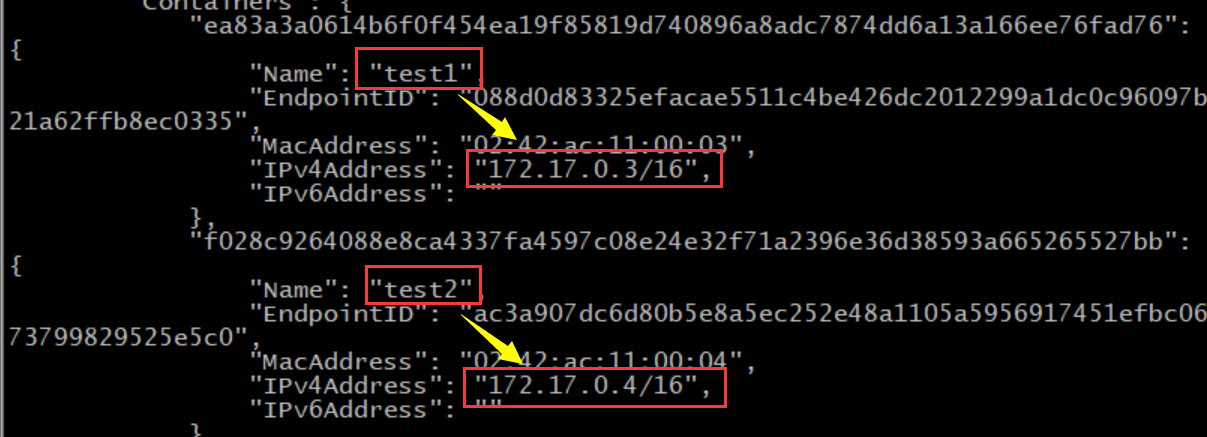 Containers": {
"ea83a3a0614b6f0f454ea19f85819d740896a8adc7874dd6a13a166ee76fad76":
{
"Name": "test1",
"EndpointID": "088d0d83325efacae5511c4be426dc2012299a1dc0c96097b
21a62ffb8ec0335",
"MacAddress": "02:42:ac:11:00:03",
"IPv4Address": "172.17.0.3/16",
"IPv6Address": ""
},
"f028c9264088e8ca4337fa4597c08e24e32f71a2396e36d38593a665265527bb":
{
"Name": "test2",
"EndpointID": "ac3a907dc6d80b5e8a5ec252e48a1105a5956917451efbc06
73799829525e5c0",
"MacAddress": "02:42:ac:11:00:04",
"IPv4Address": "172.17.0.4/16",
"IPv6Address": ""
}